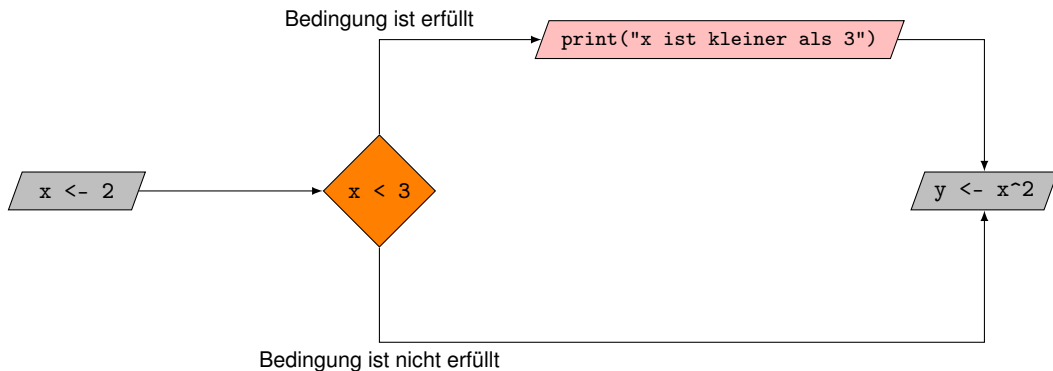 Bedingung ist erfüllt
print("x ist kleiner als 3")
x <- 2
x < 3
y <- x^2
Bedingung ist nicht erfüllt